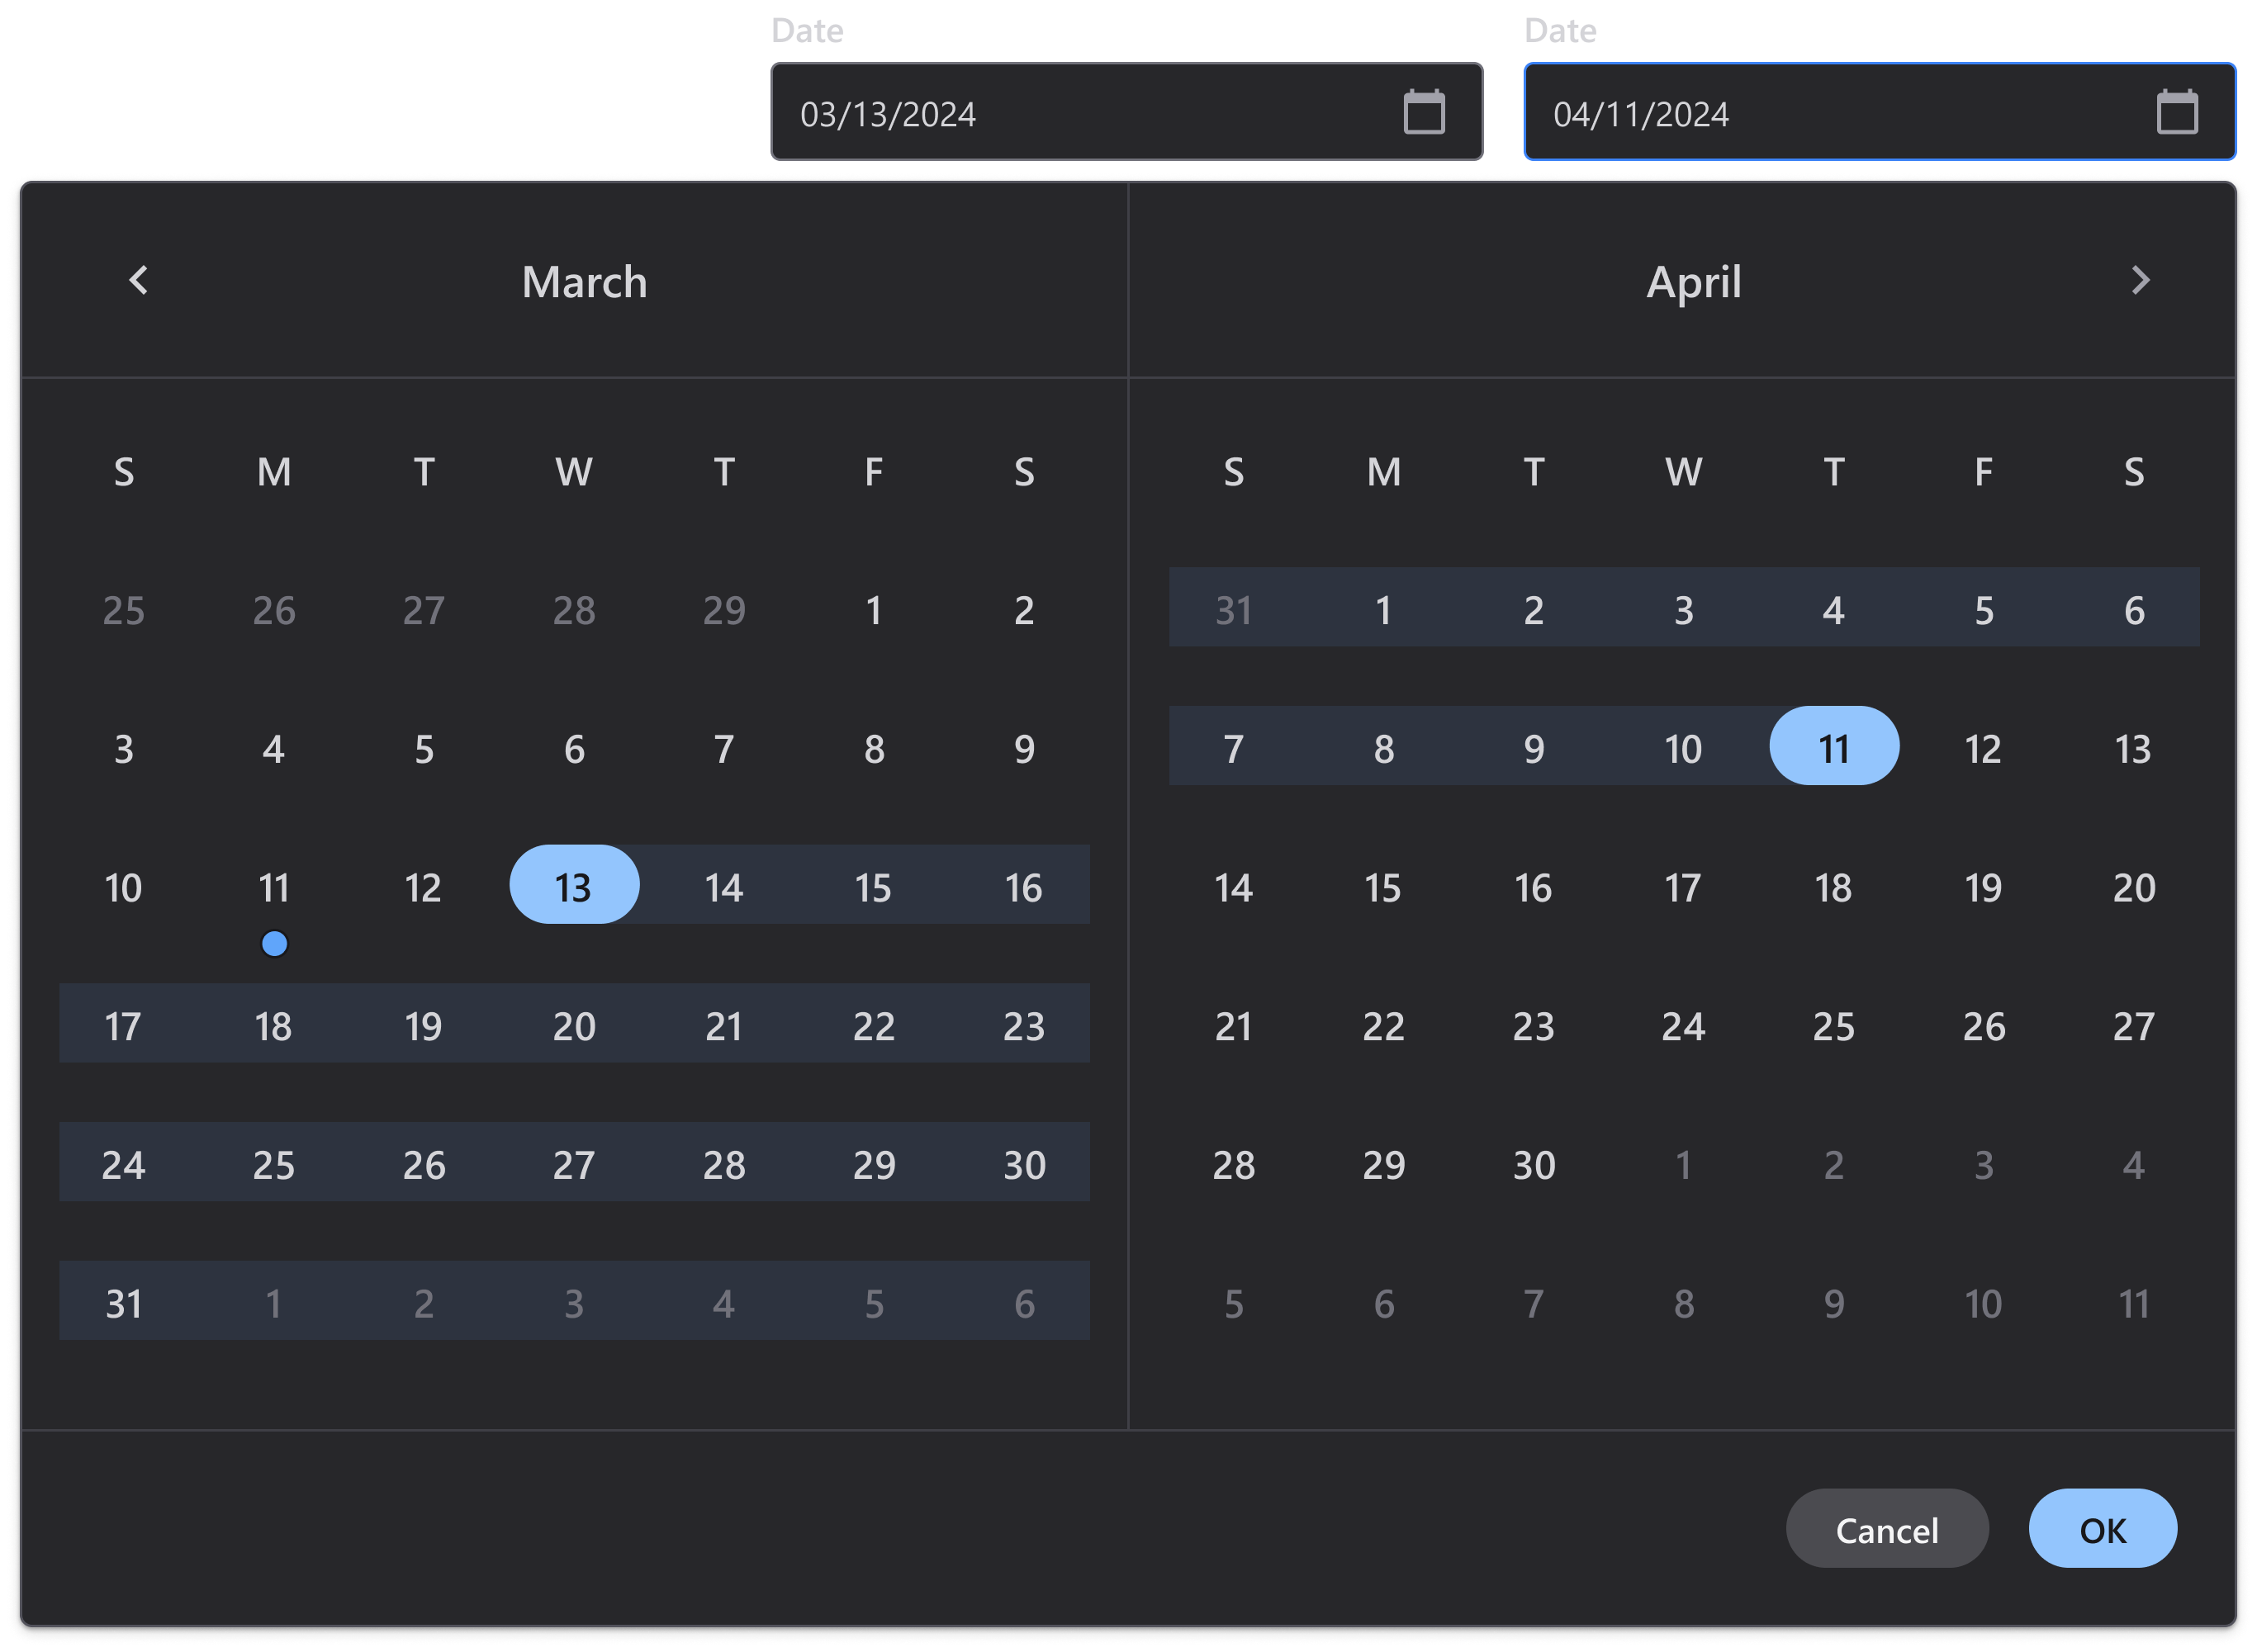 Date Date
03/13/2024 04/11/2024
March April
S M T W T F S S M T W T F S
25 26 27 28 29 1 2 31 1 2 3 4 5 6
3 4 5 6 7 8 9 7 8 9 10 11 12 13
10 11 12 13 14 15 16 14 15 16 17 18 19 20
17 18 19 20 21 22 23 21 22 23 24 25 26 27
24 25 26 27 28 29 30 28 29 30 1 2 3 4
31 1 2 3 4 5 6 5 6 7 8 9 10 11
Cancel OK